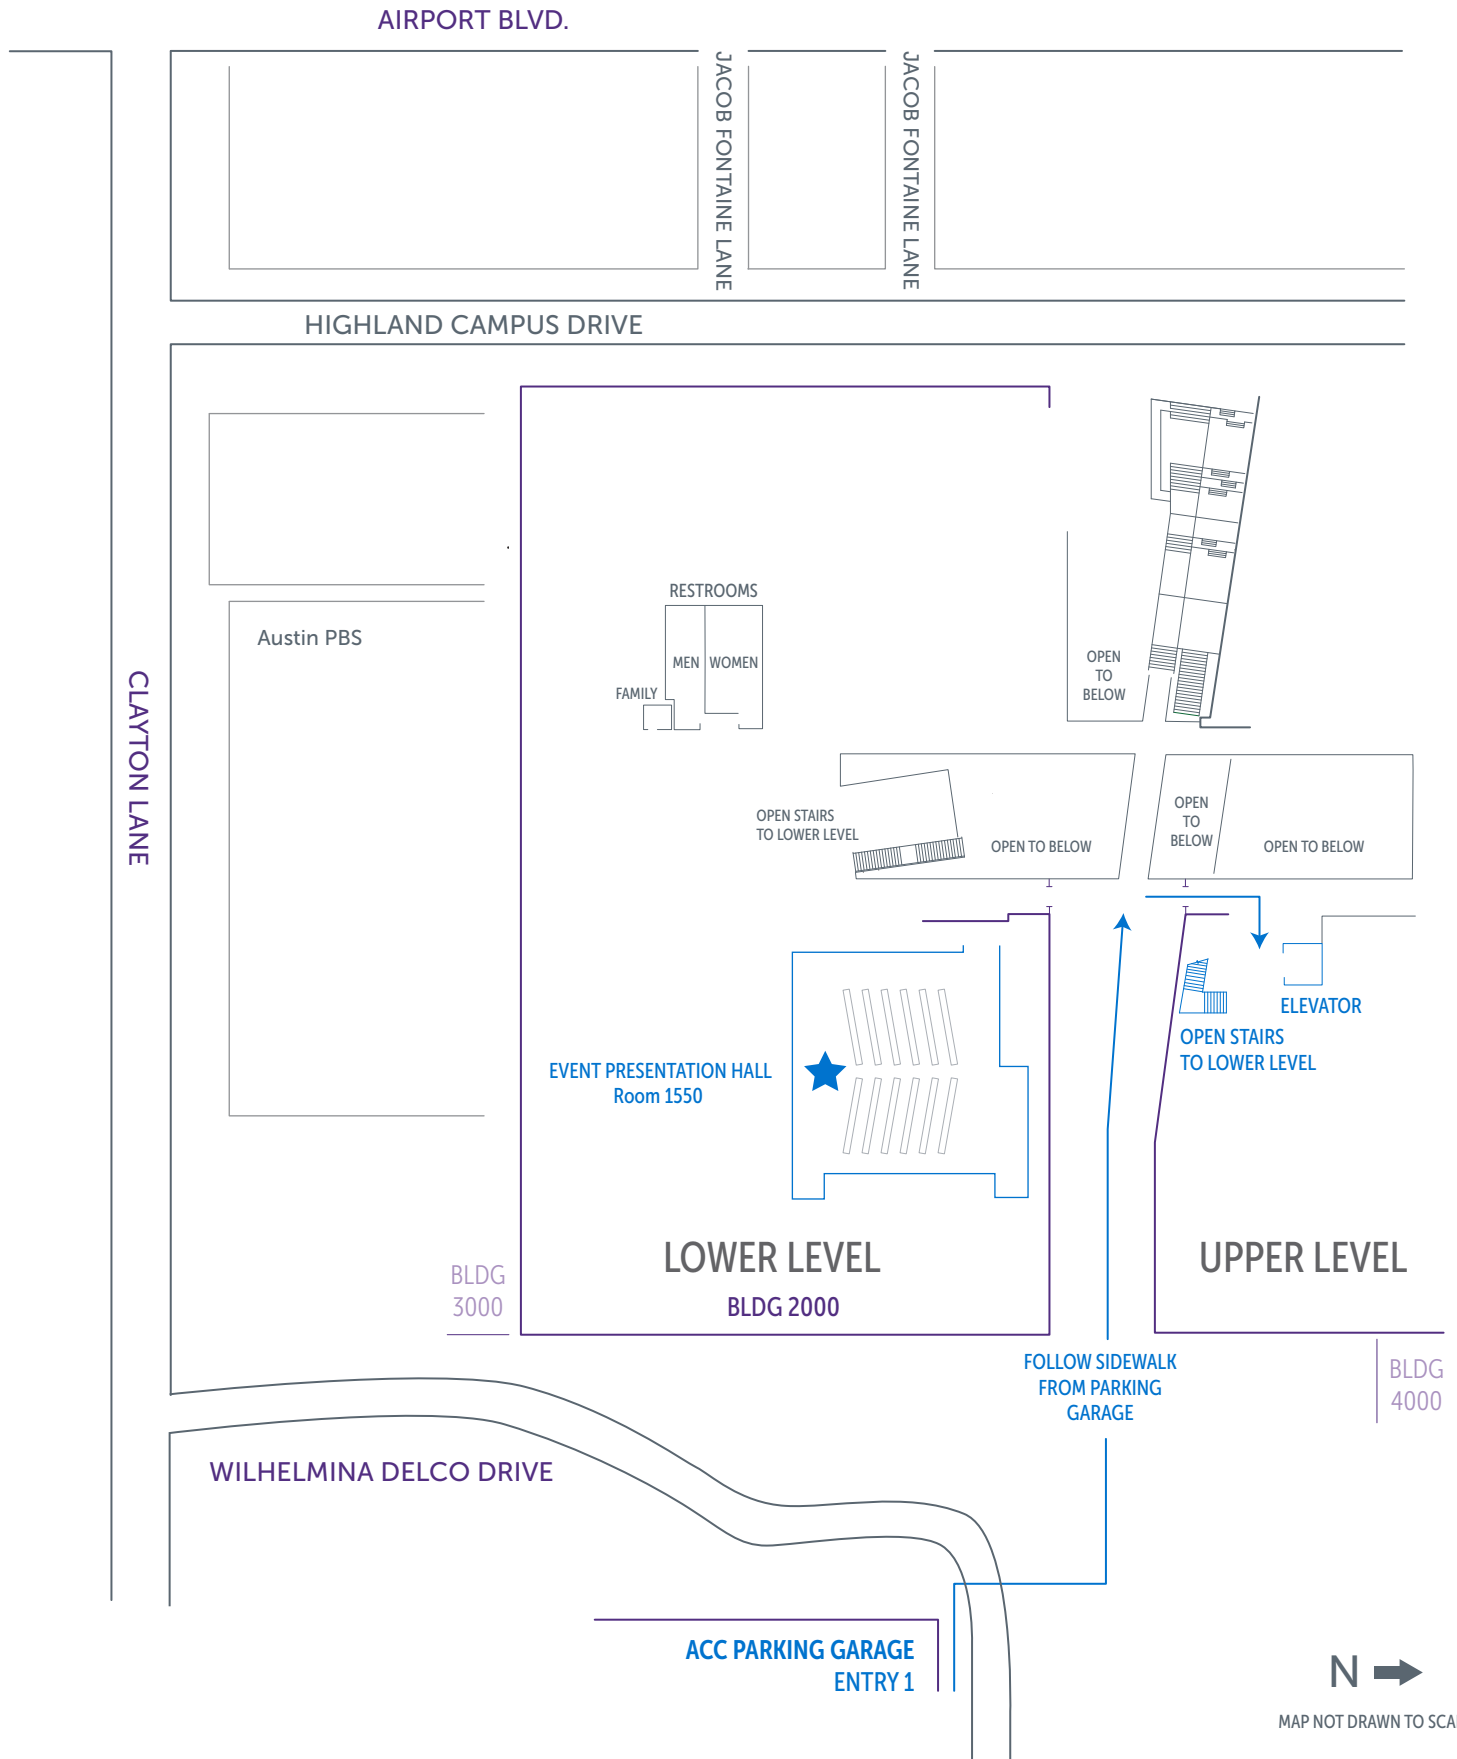 AIRPORT BLVD.
JACOB FONTAINE LANE
JACOB FONTAINE LANE
HIGHLAND CAMPUS DRIVE
CLAYTON LANE
Austin PBS
RESTROOMS
MEN
WOMEN
FAMILY
OPEN
TO
BELOW
OPEN STAIRS
TO LOWER LEVEL
OPEN TO BELOW
OPEN
TO
BELOW
OPEN TO BELOW
ELEVATOR
OPEN STAIRS
TO LOWER LEVEL
EVENT PRESENTATION HALL
Room 1550
LOWER LEVEL
BLDG 2000
UPPER LEVEL
BLDG
3000
FOLLOW SIDEWALK
FROM PARKING
GARAGE
BLDG
4000
WILHELMINA DELCO DRIVE
ACC PARKING GARAGE
ENTRY 1
N
MAP NOT DRAWN TO